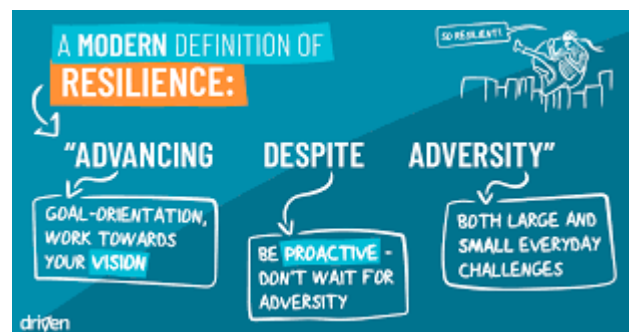 A MODERN DEFINITION OF
RESILIENCE:
SO RESILIENT!
"ADVANCING DESPITE ADVERSITY"
GOAL-ORIENTATION,
WORK TOWARDS
YOUR VISION
BE PROACTIVE -
DON'T WAIT FOR
ADVERSITY
BOTH LARGE AND
SMALL EVERYDAY
CHALLENGES
driven